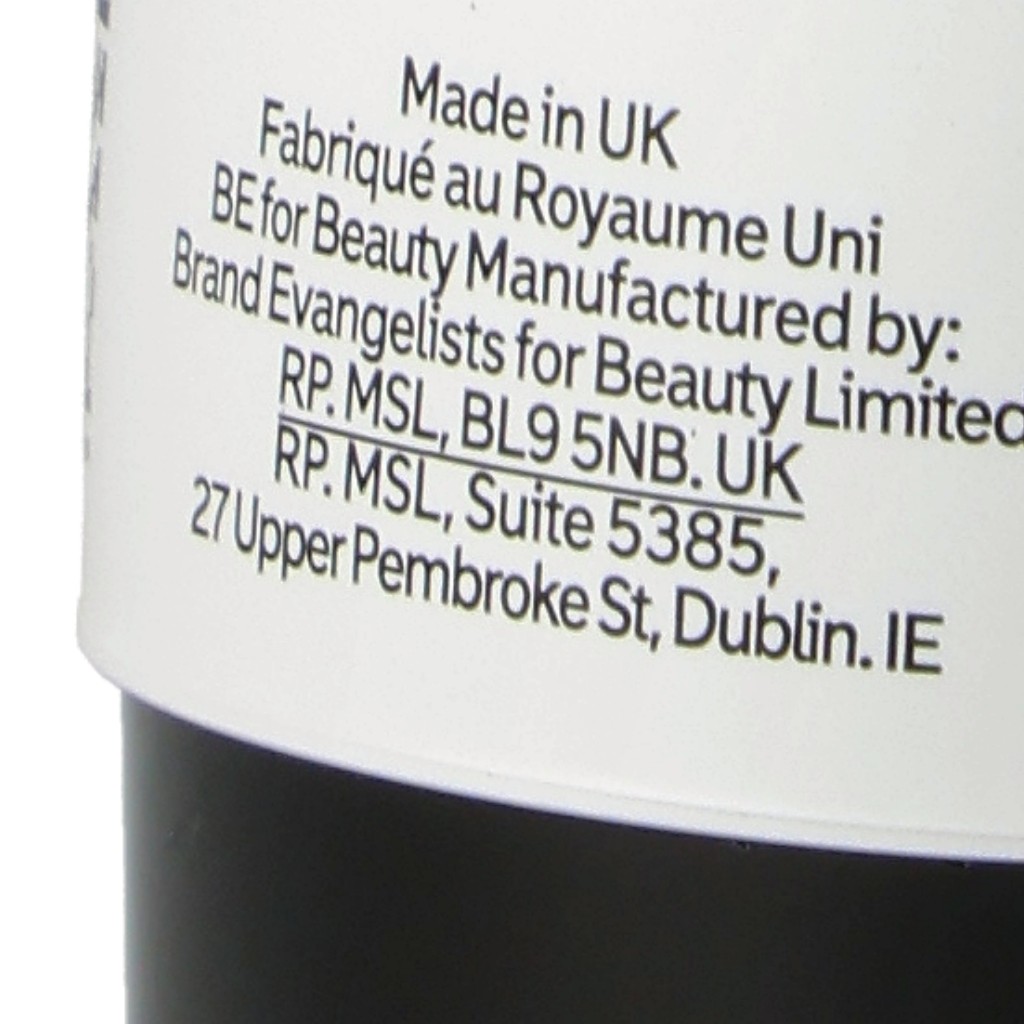 Made in UK
Fabriqué au Royaume Uni
BE for Beauty Manufactured by:
Brand Evangelists for Beauty Limited
RP. MSL, BL9 5NB. UK
RP. MSL, Suite 5385,
27 Upper Pembroke St, Dublin. IE